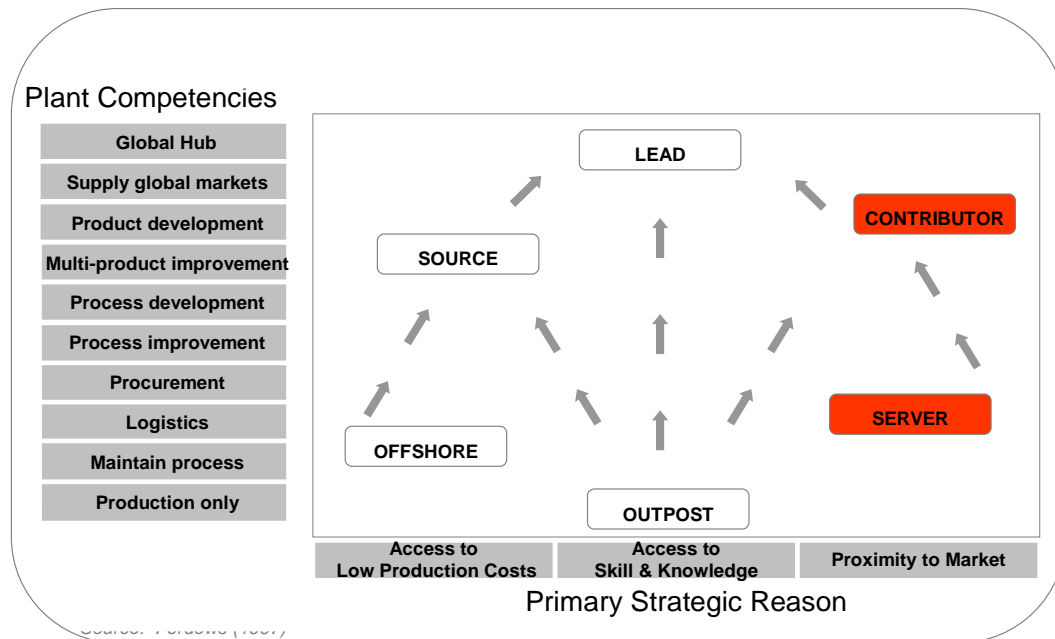 Plant Competencies
Global Hub
Supply global markets
Product development
Multi-product improvement
Process development
Process improvement
Procurement
Logistics
Maintain process
Production only
LEAD
CONTRIBUTOR
SOURCE
SERVER
OFFSHORE
OUTPOST
Access to
Low Production Costs
Access to
Skill & Knowledge
Proximity to Market
Primary Strategic Reason